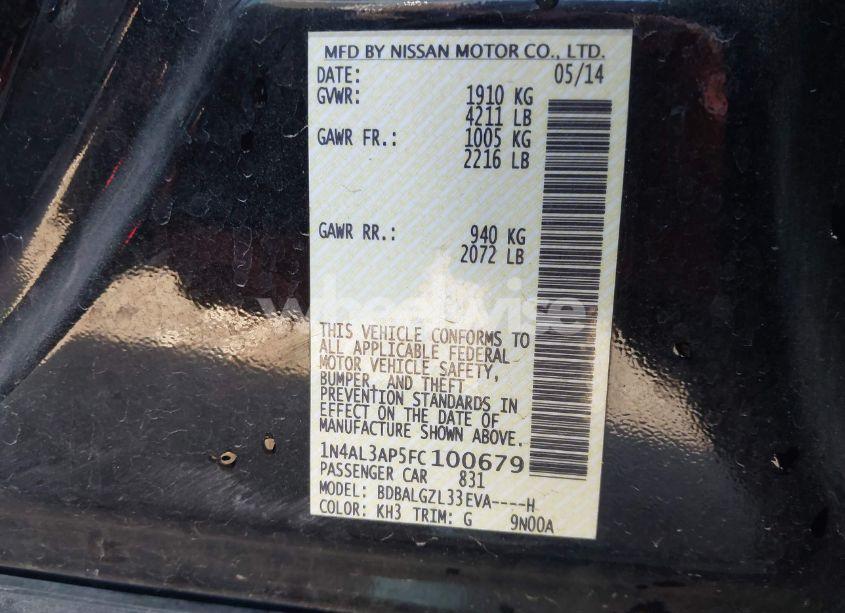 MFD BY NISSAN MOTOR CO., LTD.
DATE: 05/14
GVWR: 1910 KG
4211 LB
GAWR FR.: 1005 KG
2216 LB
GAWR RR.: 940 KG
2072 LB
wheelwise
THIS VEHICLE CONFORMS TO
ALL APPLICABLE FEDERAL
MOTOR VEHICLE SAFETY,
BUMPER, AND THEFT
PREVENTION STANDARDS IN
EFFECT ON THE DATE OF
MANUFACTURE SHOWN ABOVE.
1N4AL3AP5FC100679
PASSENGER CAR 831
MODEL: BDBALGZL33EVA----H
COLOR: KH3 TRIM: G 9N00A